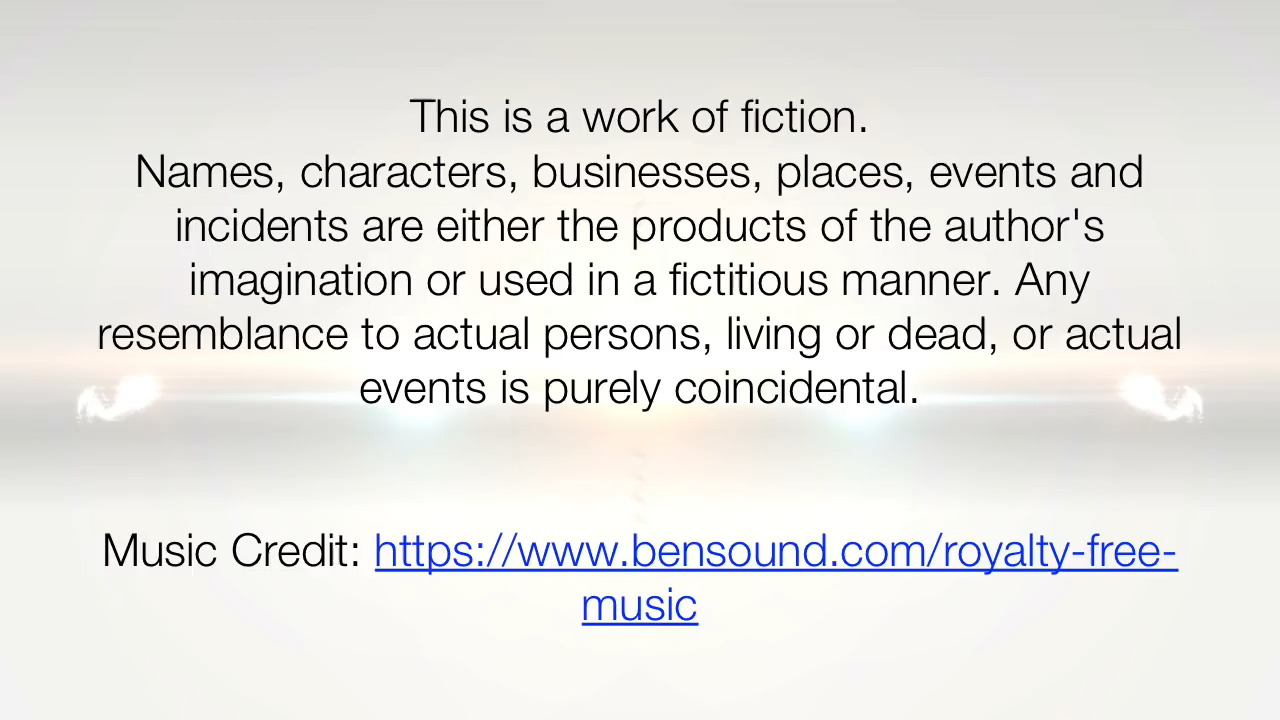 This is a work of fiction.
Names, characters, businesses, places, events and
incidents are either the products of the author's
imagination or used in a fictitious manner. Any
resemblance to actual persons, living or dead, or actual
events is purely coincidental.
Music Credit: https://www.bensound.com/royalty-free-
music